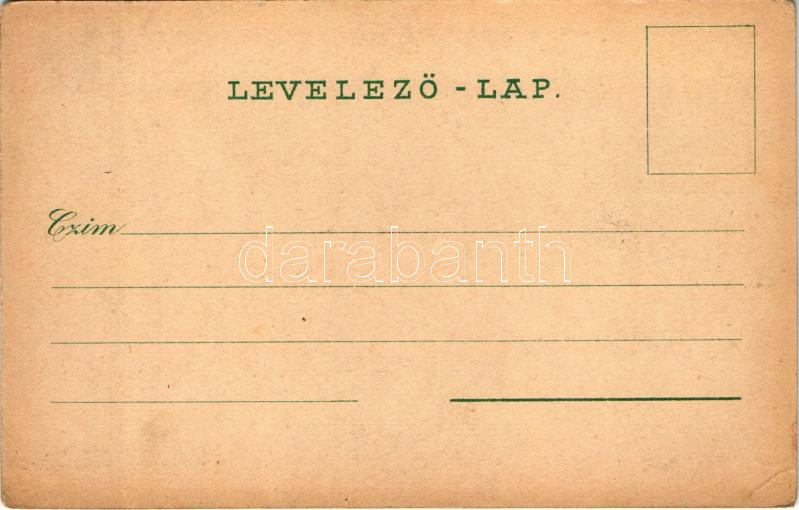 LEVELEZÖ - LAP.
Czim
darabanth